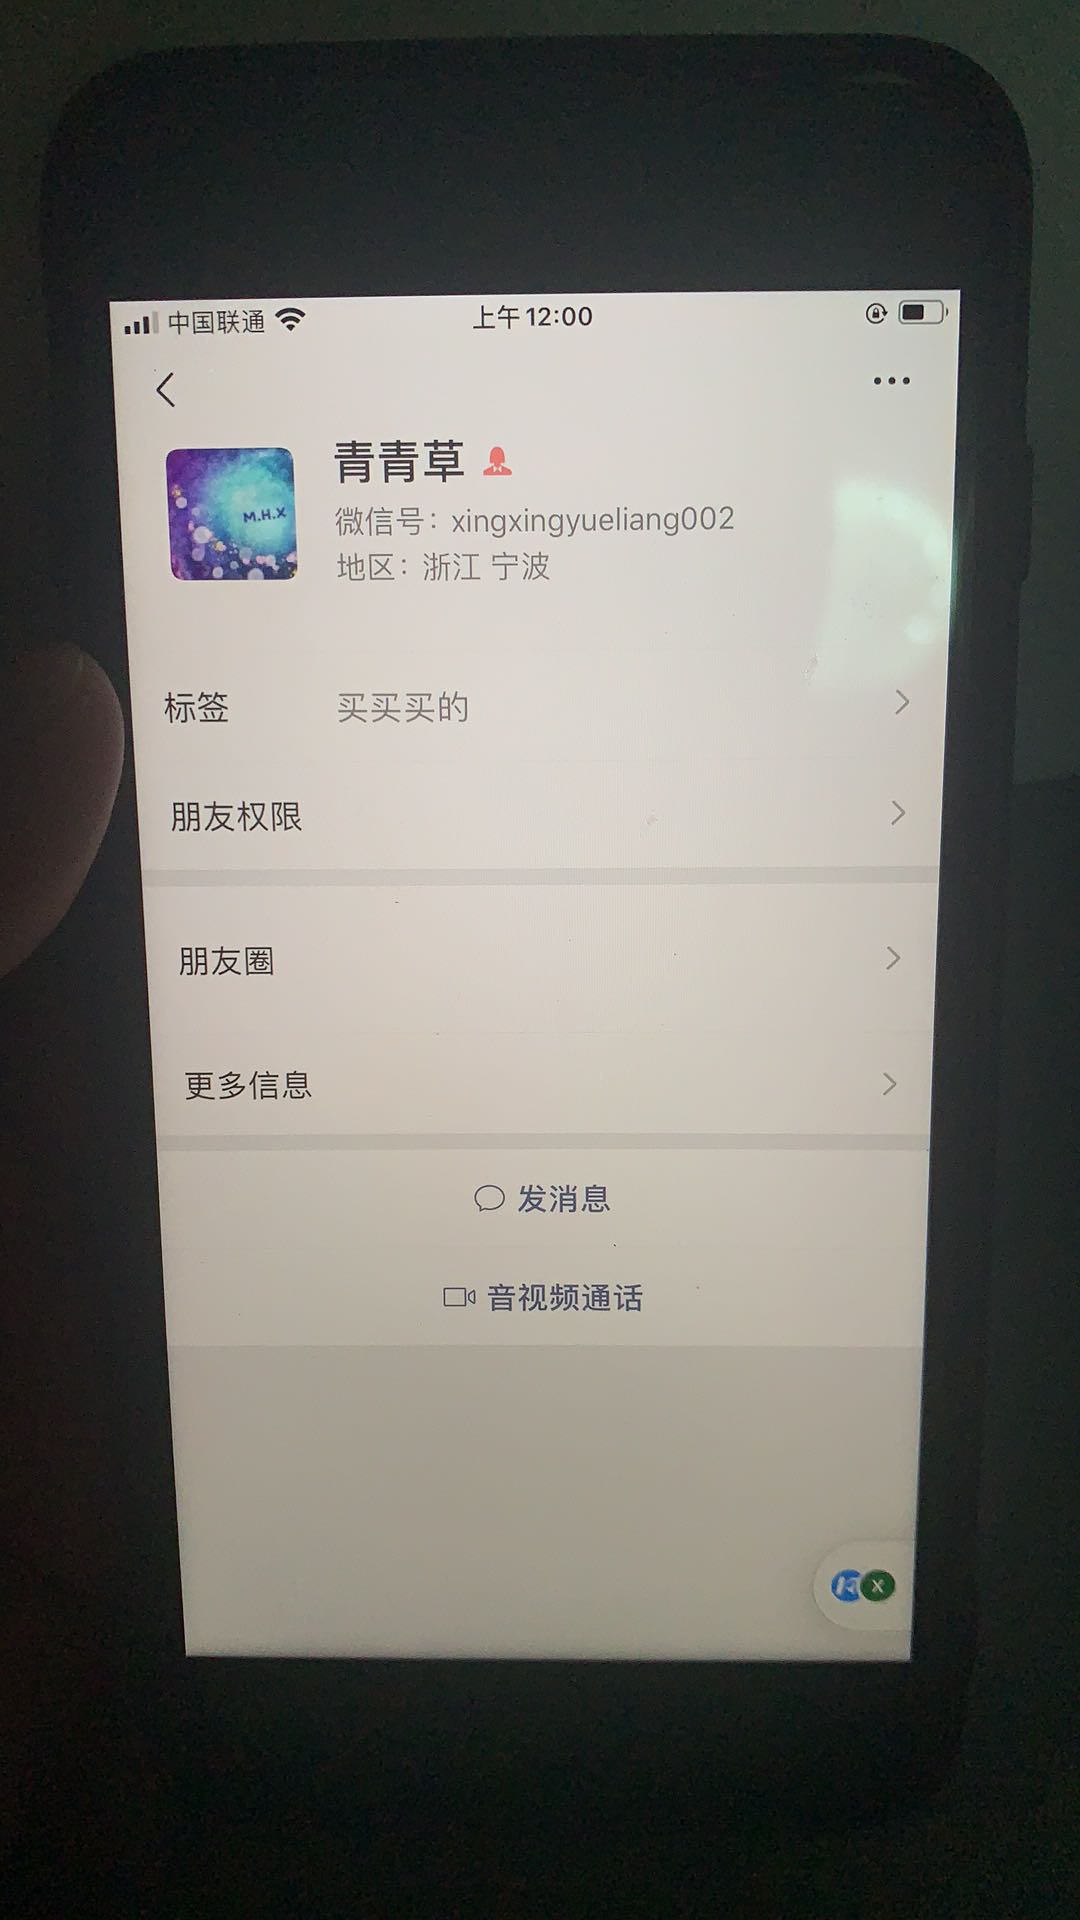 中国联通
上午12:00
M.H.X
青青草
微信号：xingxingyueliang002
地区：浙江 宁波
标签 买买买的
朋友权限
朋友圈
更多信息
发消息
音视频通话
X